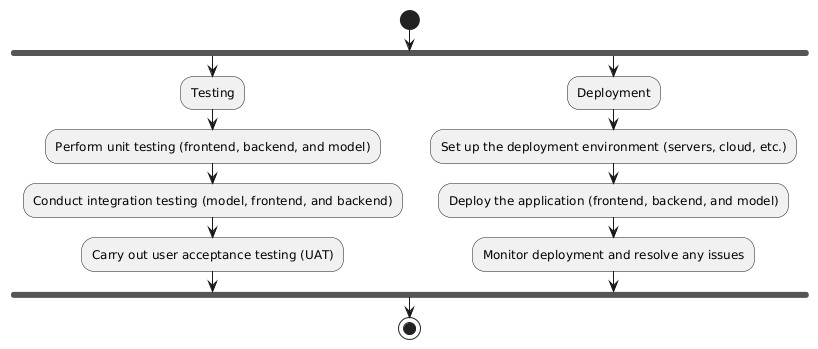 Testing
Perform unit testing (frontend, backend, and model)
Conduct integration testing (model, frontend, and backend)
Carry out user acceptance testing (UAT)
Deployment
Set up the deployment environment (servers, cloud, etc.)
Deploy the application (frontend, backend, and model)
Monitor deployment and resolve any issues